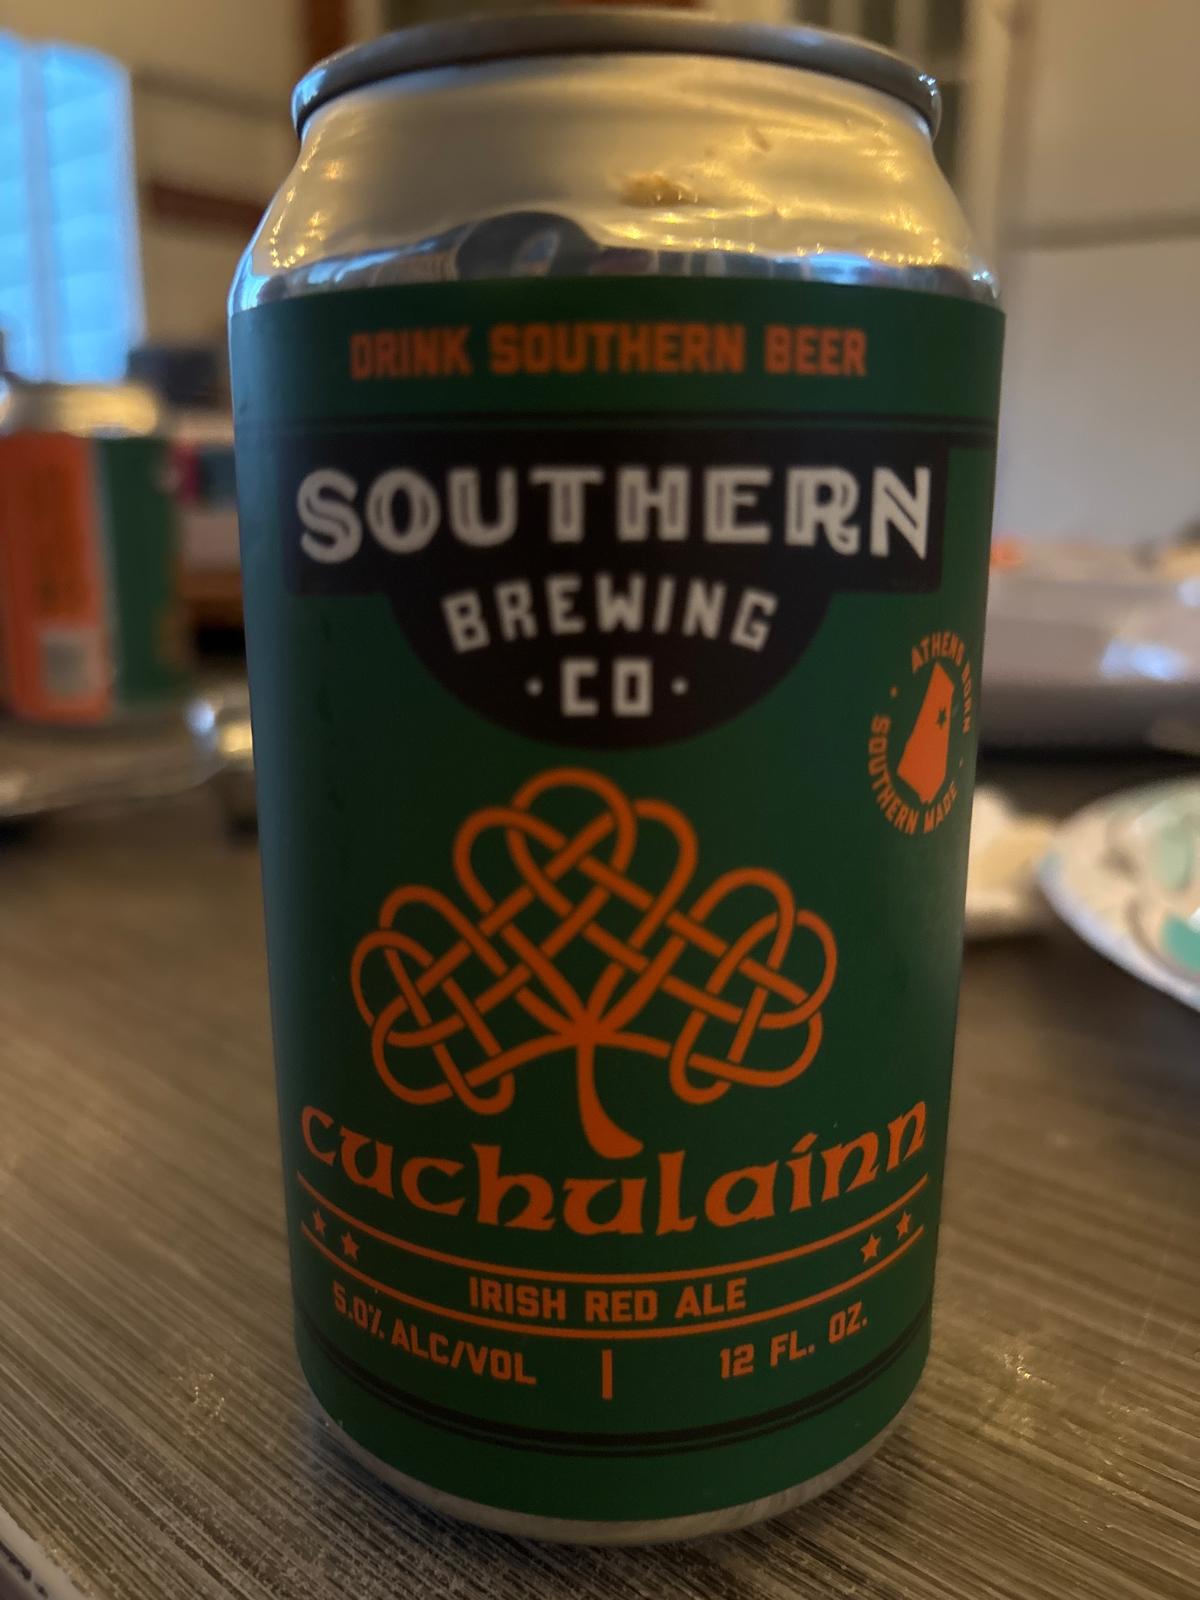 DRINK SOUTHERN BEER
SOUTHERN
BREWING
·CO·
ATHENS BORN
SOUTHERN MADE
cuchulainn
IRISH RED ALE
5.0% ALC/VOL | 12 FL. OZ.